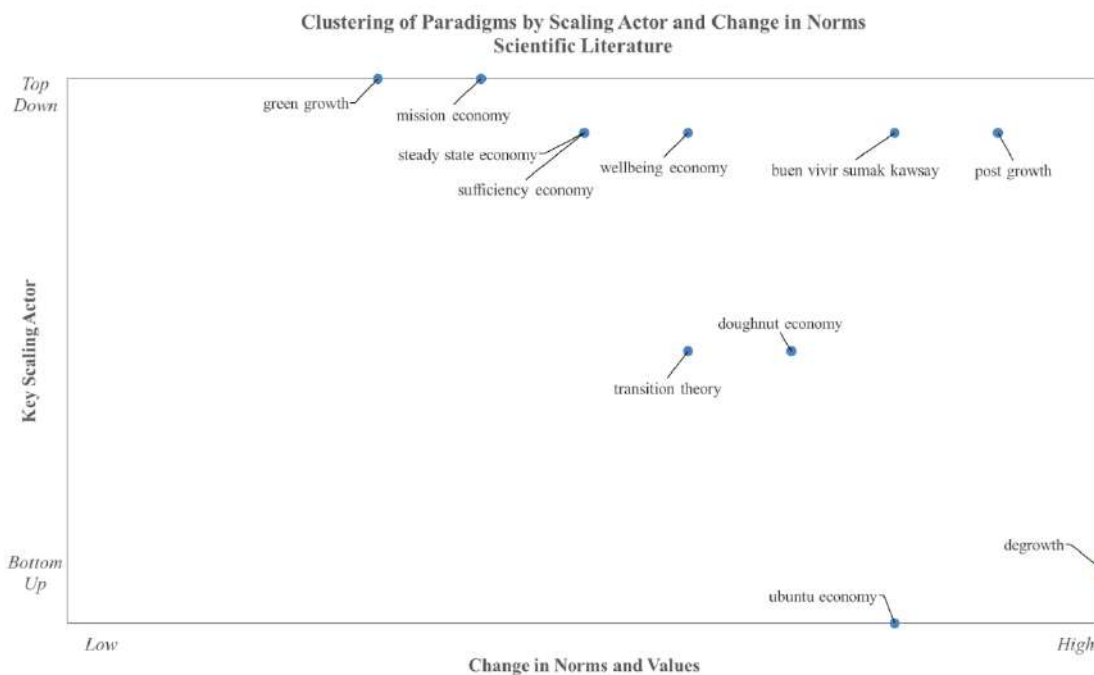 Clustering of Paradigms by Scaling Actor and Change in Norms
Scientific Literature
Top
Down
green growth
mission economy
steady state economy
sufficiency economy
wellbeing economy
buen vivir sumak kawsay
post growth
Key Scaling Actor
doughnut economy
transition theory
degrowth
Bottom
Up
ubuntu economy
Low
High
Change in Norms and Values